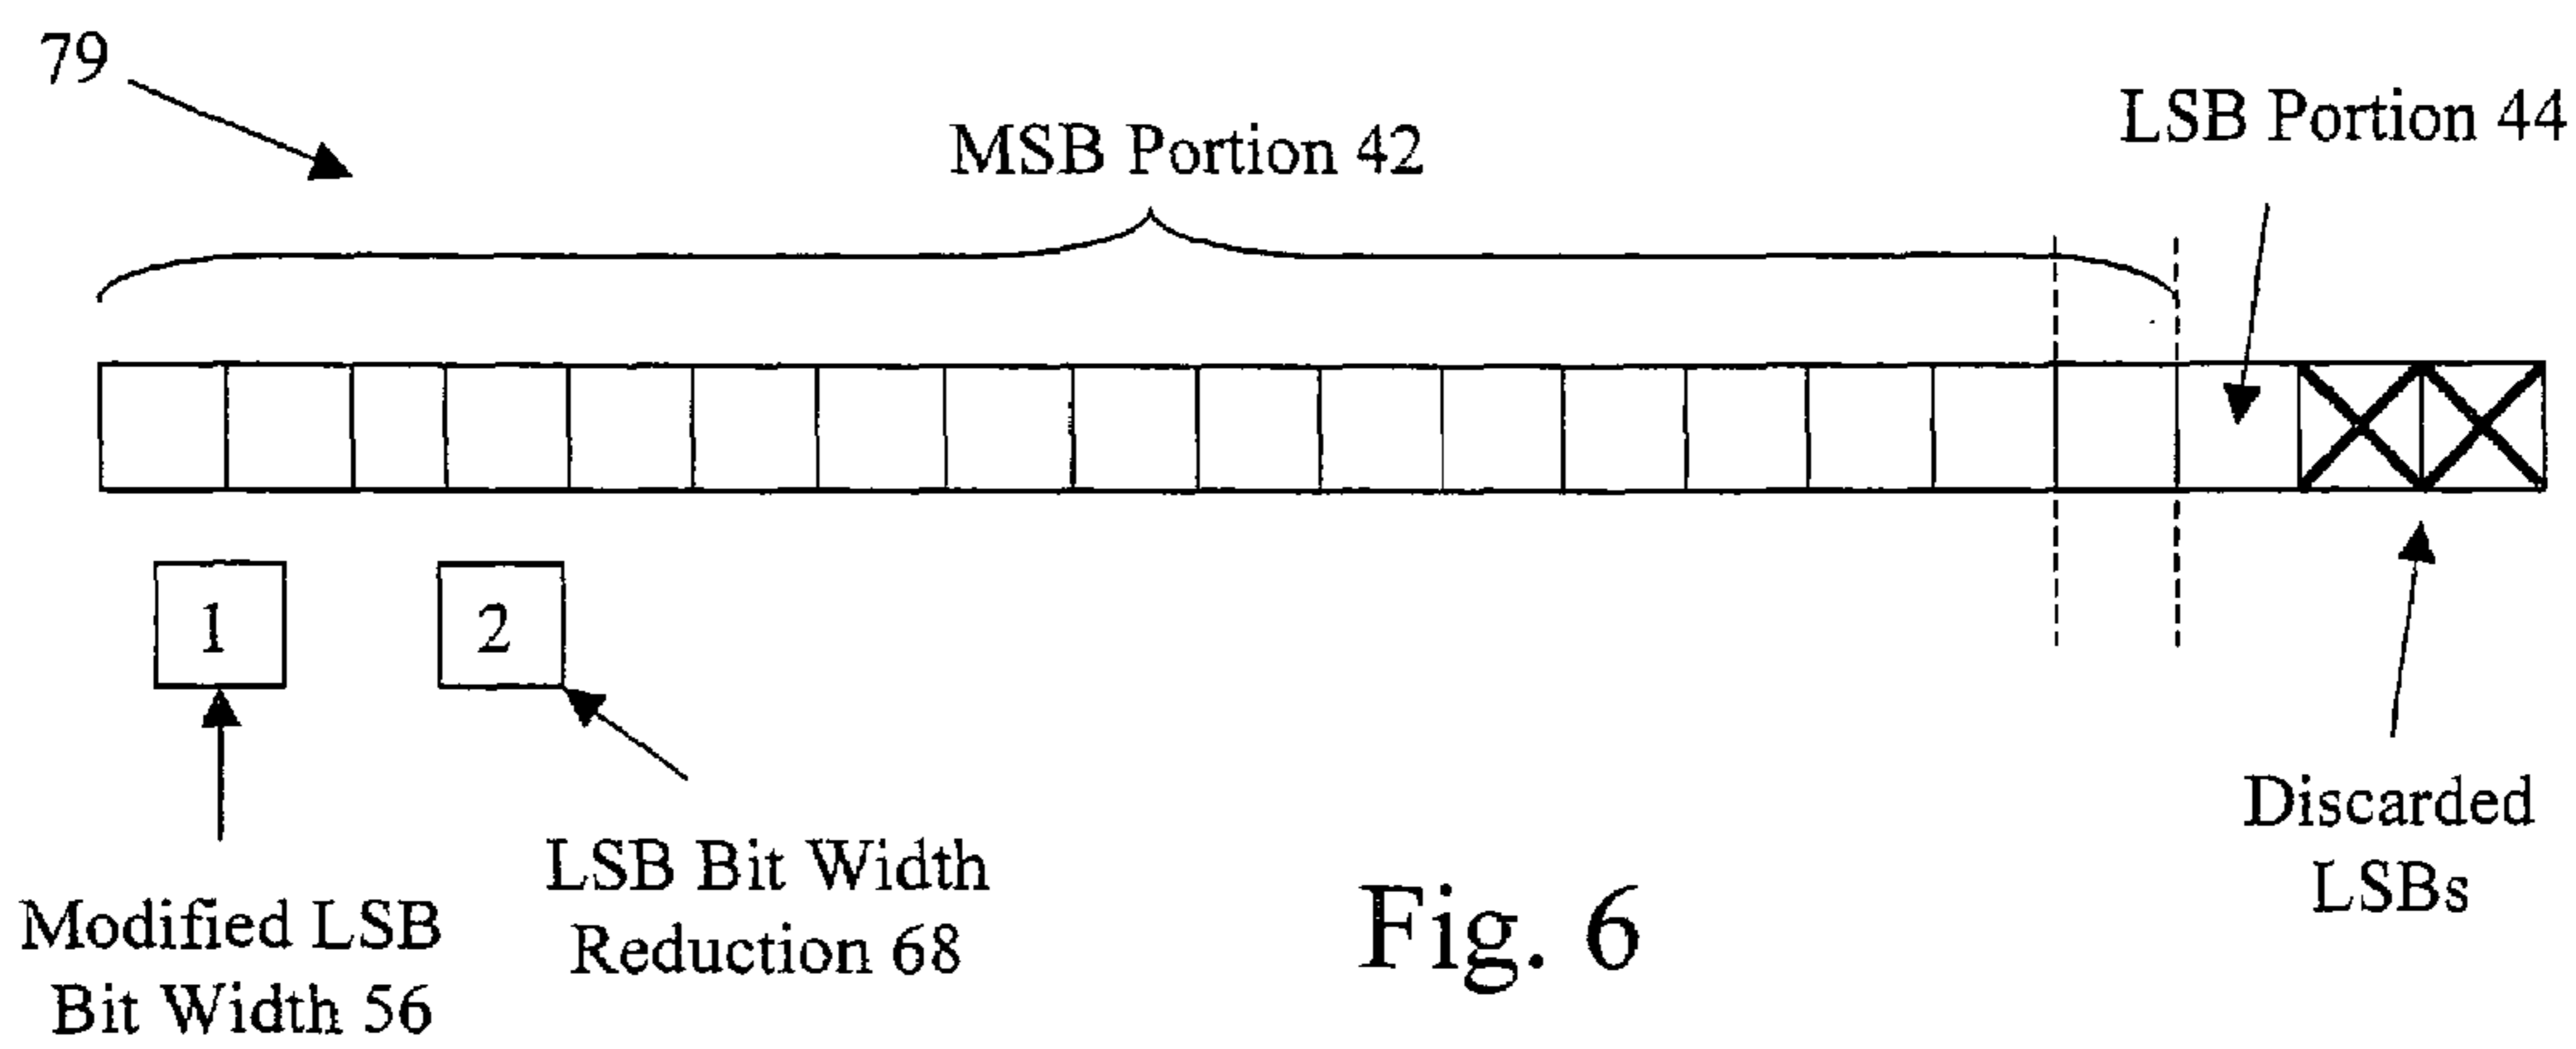 79
MSB Portion 42
LSB Portion 44
1
2
Modified LSB
Bit Width 56
LSB Bit Width
Reduction 68
Discarded
LSBs
Fig. 6